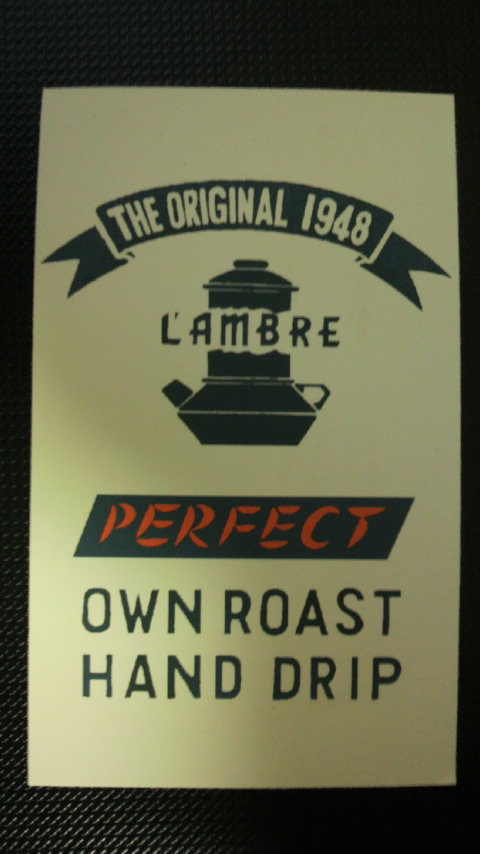 THE ORIGINAL 1948
L'AMBRE
PERFECT
OWN ROAST
HAND DRIP